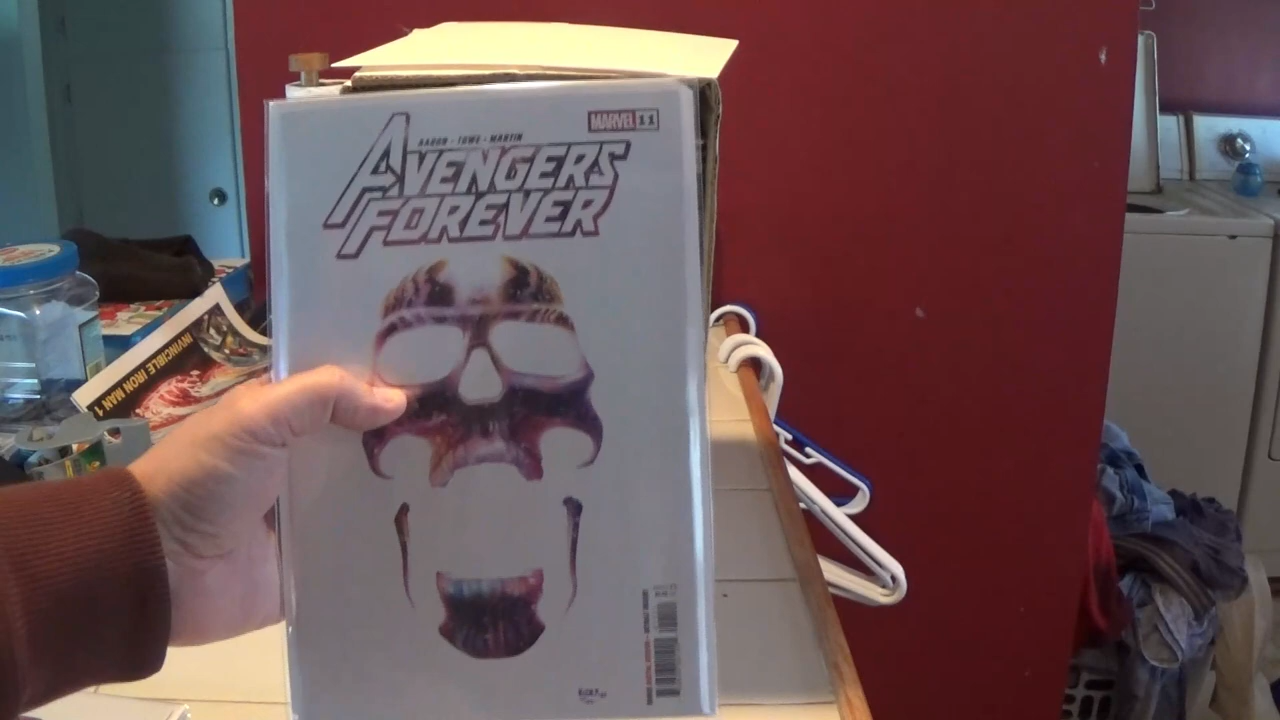 MARVEL 11
AARON · TOWE · MARTIN
AVENGERS
FOREVER
INVINCIBLE IRON MAN 1